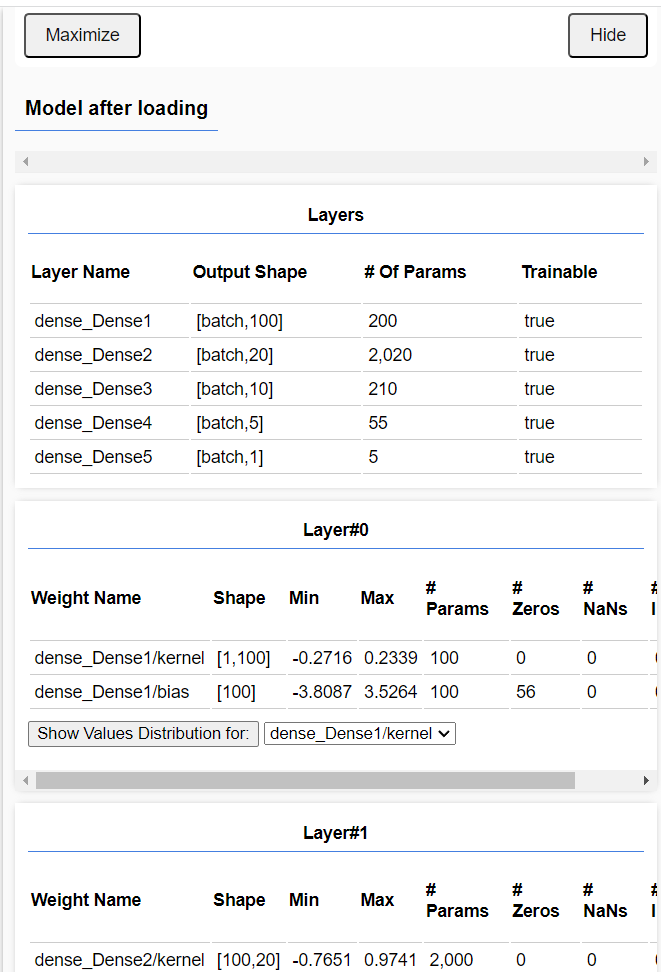 Maximize Hide
Model after loading
Layers
Layer Name Output Shape # Of Params Trainable
dense_Dense1 [batch,100] 200 true
dense_Dense2 [batch,20] 2,020 true
dense_Dense3 [batch,10] 210 true
dense_Dense4 [batch,5] 55 true
dense_Dense5 [batch,1] 5 true
Layer#0
Weight Name Shape Min Max # Params # Zeros # NaNs #
dense_Dense1/kernel [1,100] -0.2716 0.2339 100 0 0
dense_Dense1/bias [100] -3.8087 3.5264 100 56 0
Show Values Distribution for: dense_Dense1/kernel
Layer#1
Weight Name Shape Min Max # Params # Zeros # NaNs #
dense_Dense2/kernel [100,20] -0.7651 0.9741 2,000 0 0